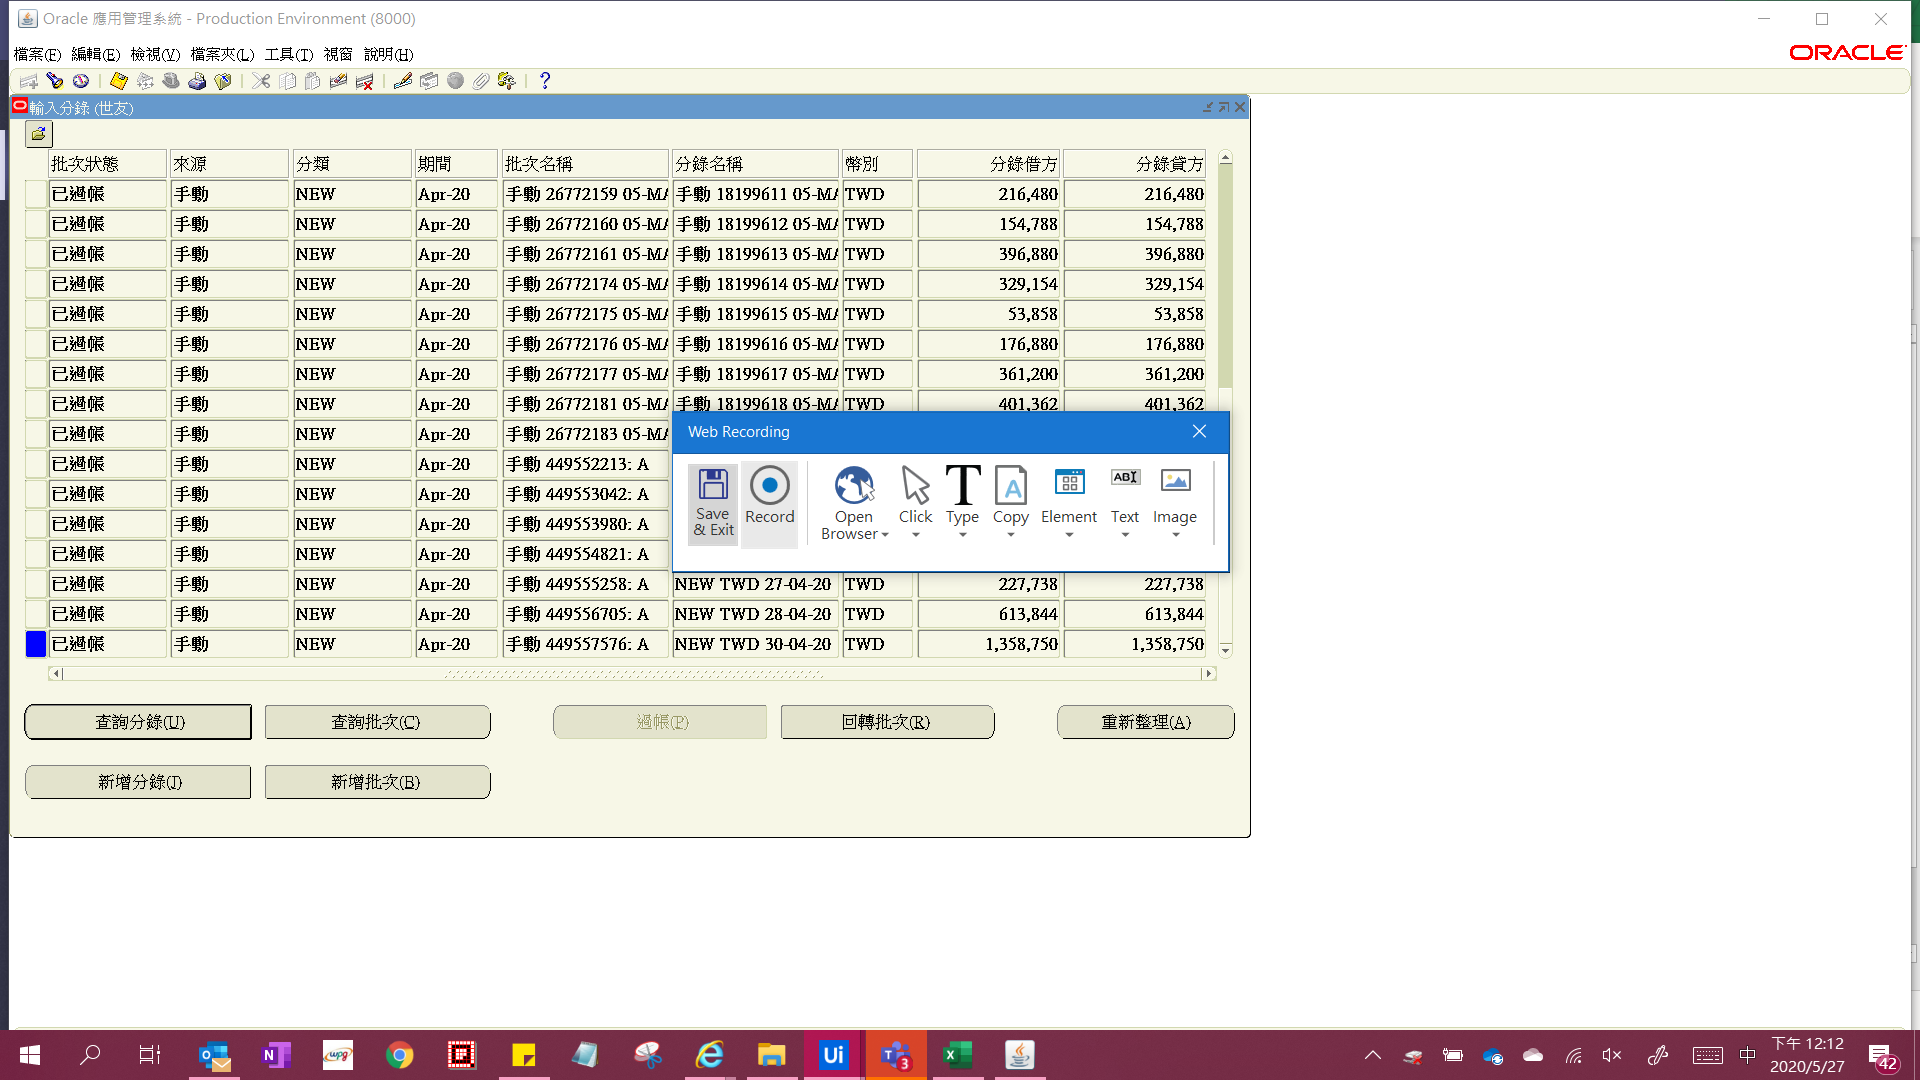 Oracle 應用管理系統 - Production Environment (8000)
檔案(F) 編輯(E) 檢視(V) 檔案夾(L) 工具(T) 視窗 說明(H)
ORACLE
輸入分錄 (世友)
批次狀態 來源 分類 期間 批次名稱 分錄名稱 幣別 分錄借方 分錄貸方
已過帳 手動 NEW Apr-20 手動 26772159 05-MA 手動 18199611 05-MA TWD 216,480 216,480
已過帳 手動 NEW Apr-20 手動 26772160 05-MA 手動 18199612 05-MA TWD 154,788 154,788
已過帳 手動 NEW Apr-20 手動 26772161 05-MA 手動 18199613 05-MA TWD 396,880 396,880
已過帳 手動 NEW Apr-20 手動 26772174 05-MA 手動 18199614 05-MA TWD 329,154 329,154
已過帳 手動 NEW Apr-20 手動 26772175 05-MA 手動 18199615 05-MA TWD 53,858 53,858
已過帳 手動 NEW Apr-20 手動 26772176 05-MA 手動 18199616 05-MA TWD 176,880 176,880
已過帳 手動 NEW Apr-20 手動 26772177 05-MA 手動 18199617 05-MA TWD 361,200 361,200
已過帳 手動 NEW Apr-20 手動 26772181 05-MA 手動 18199618 05-MA TWD 401,362 401,362
已過帳 手動 NEW Apr-20 手動 26772183 05-MA
已過帳 手動 NEW Apr-20 手動 449552213: A
已過帳 手動 NEW Apr-20 手動 449553042: A
已過帳 手動 NEW Apr-20 手動 449553980: A
已過帳 手動 NEW Apr-20 手動 449554821: A
已過帳 手動 NEW Apr-20 手動 449555258: A NEW TWD 27-04-20 TWD 227,738 227,738
已過帳 手動 NEW Apr-20 手動 449556705: A NEW TWD 28-04-20 TWD 613,844 613,844
已過帳 手動 NEW Apr-20 手動 449557576: A NEW TWD 30-04-20 TWD 1,358,750 1,358,750
Web Recording
Save & Exit
Record
Open Browser
Click
Type
Copy
Element
Text
Image
查詢分錄(U) 查詢批次(C) 過帳(P) 回轉批次(R) 重新整理(A)
新增分錄(J) 新增批次(B)
中
下午 12:12
2020/5/27
42